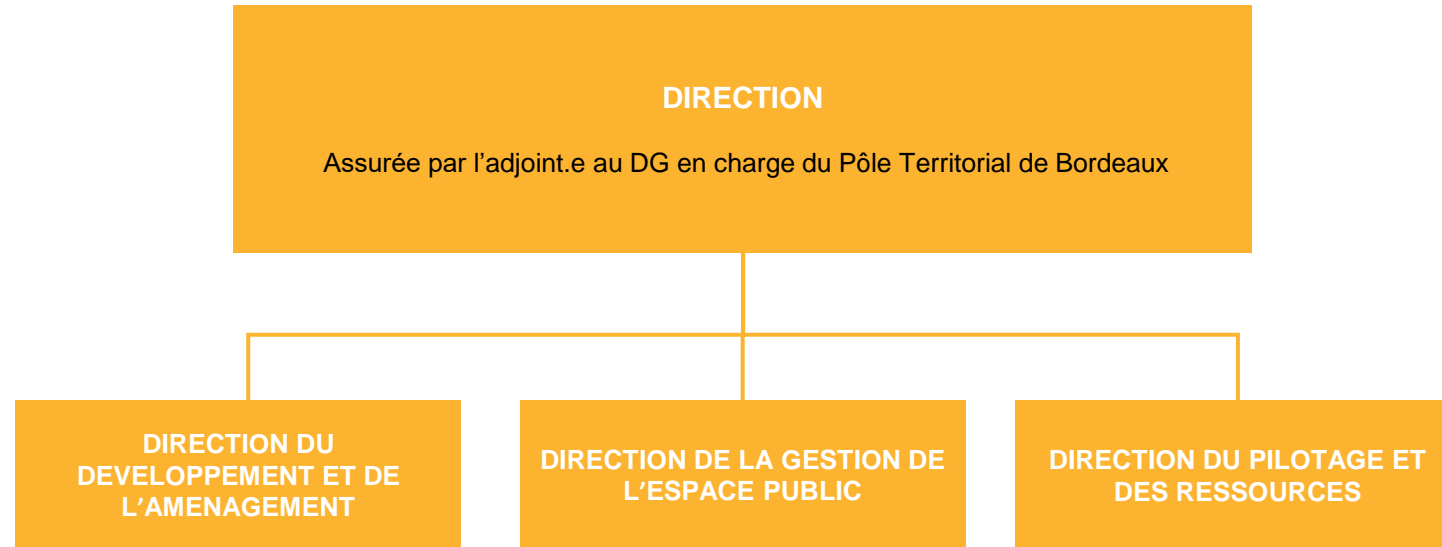 DIRECTION
Assurée par l’adjoint.e au DG en charge du Pôle Territorial de Bordeaux
DIRECTION DU
DEVELOPPEMENT ET DE
L’AMENAGEMENT
DIRECTION DE LA GESTION DE
L’ESPACE PUBLIC
DIRECTION DU PILOTAGE ET
DES RESSOURCES